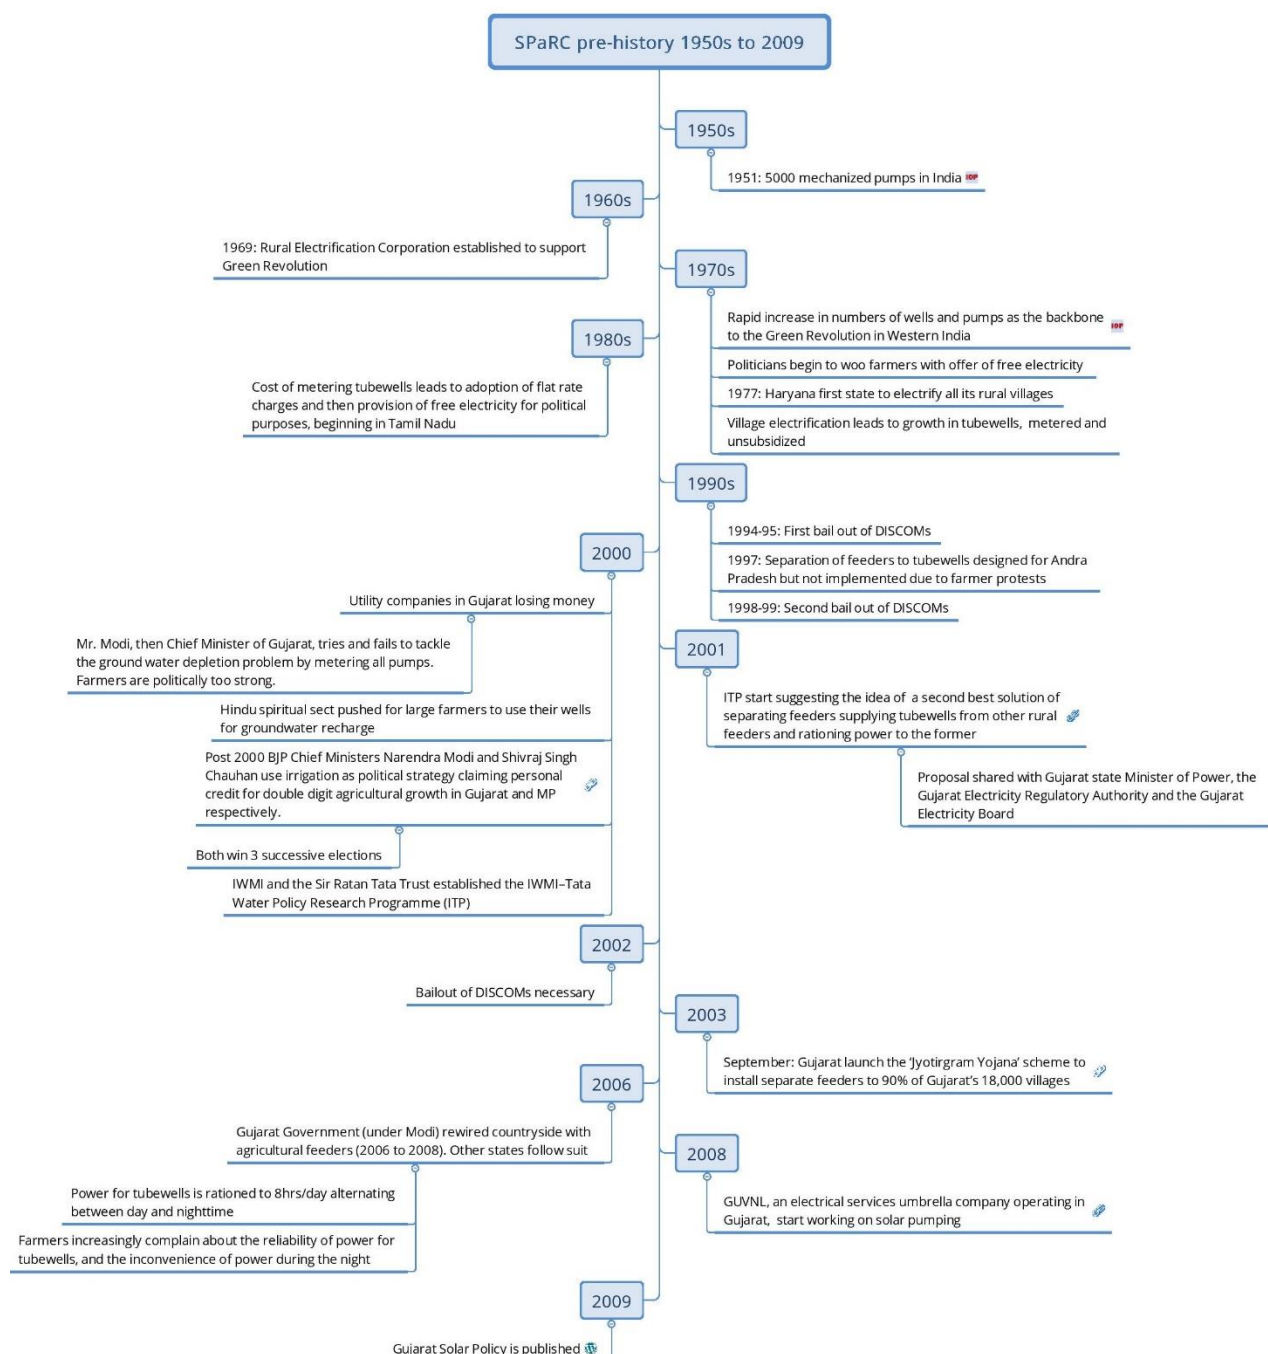 SPaRC pre-history 1950s to 2009
1950s
1951: 5000 mechanized pumps in India
IDP
1960s
1969: Rural Electrification Corporation established to support
Green Revolution
1970s
Rapid increase in numbers of wells and pumps as the backbone
to the Green Revolution in Western India
IDP
Politicians begin to woo farmers with offer of free electricity
1977: Haryana first state to electrify all its rural villages
Village electrification leads to growth in tubewells, metered and
unsubsidized
1980s
Cost of metering tubewells leads to adoption of flat rate
charges and then provision of free electricity for political
purposes, beginning in Tamil Nadu
1990s
1994-95: First bail out of DISCOMs
1997: Separation of feeders to tubewells designed for Andra
Pradesh but not implemented due to farmer protests
1998-99: Second bail out of DISCOMs
2000
Utility companies in Gujarat losing money
Mr. Modi, then Chief Minister of Gujarat, tries and fails to tackle
the ground water depletion problem by metering all pumps.
Farmers are politically too strong.
Hindu spiritual sect pushed for large farmers to use their wells
for groundwater recharge
Post 2000 BJP Chief Ministers Narendra Modi and Shivraj Singh
Chauhan use irrigation as political strategy claiming personal
credit for double digit agricultural growth in Gujarat and MP
respectively.
Both win 3 successive elections
IWMI and the Sir Ratan Tata Trust established the IWMI–Tata
Water Policy Research Programme (ITP)
2001
ITP start suggesting the idea of a second best solution of
separating feeders supplying tubewells from other rural
feeders and rationing power to the former
Proposal shared with Gujarat state Minister of Power, the
Gujarat Electricity Regulatory Authority and the Gujarat
Electricity Board
2002
Bailout of DISCOMs necessary
2003
September: Gujarat launch the ‘Jyotirgram Yojana’ scheme to
install separate feeders to 90% of Gujarat’s 18,000 villages
2006
Gujarat Government (under Modi) rewired countryside with
agricultural feeders (2006 to 2008). Other states follow suit
Power for tubewells is rationed to 8hrs/day alternating
between day and nighttime
Farmers increasingly complain about the reliability of power for
tubewells, and the inconvenience of power during the night
2008
GUVNL, an electrical services umbrella company operating in
Gujarat, start working on solar pumping
2009
Gujarat Solar Policy is published